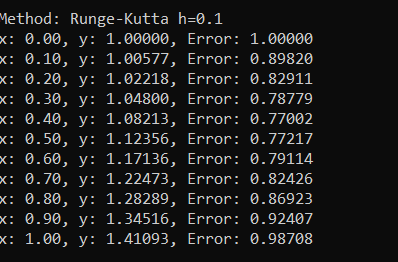 Method: Runge-Kutta h=0.1
x: 0.00, y: 1.00000, Error: 1.00000
x: 0.10, y: 1.00577, Error: 0.89820
x: 0.20, y: 1.02218, Error: 0.82911
x: 0.30, y: 1.04800, Error: 0.78779
x: 0.40, y: 1.08213, Error: 0.77002
x: 0.50, y: 1.12356, Error: 0.77217
x: 0.60, y: 1.17136, Error: 0.79114
x: 0.70, y: 1.22473, Error: 0.82426
x: 0.80, y: 1.28289, Error: 0.86923
x: 0.90, y: 1.34516, Error: 0.92407
x: 1.00, y: 1.41093, Error: 0.98708